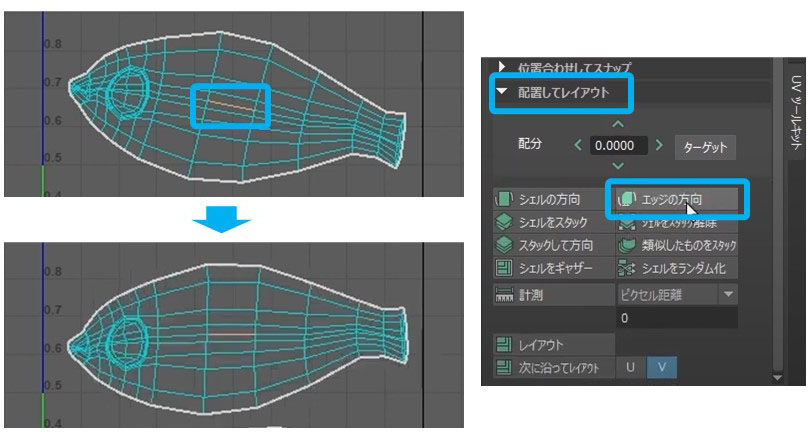 0.8
0.7
0.6
0.5
0.4
0.8
0.7
0.6
0.5
0.4
位置合わせしてスナップ
配置してレイアウト
配分
0.0000
ターゲット
シェルの方向
エッジの方向
シェルをスタック
シェルをスタック解除
スタックして方向
類似したものをスタック
シェルをギャザー
シェルをランダム化
計測
ピクセル距離
0
レイアウト
次に沿ってレイアウト
U
V
UV ツールキット